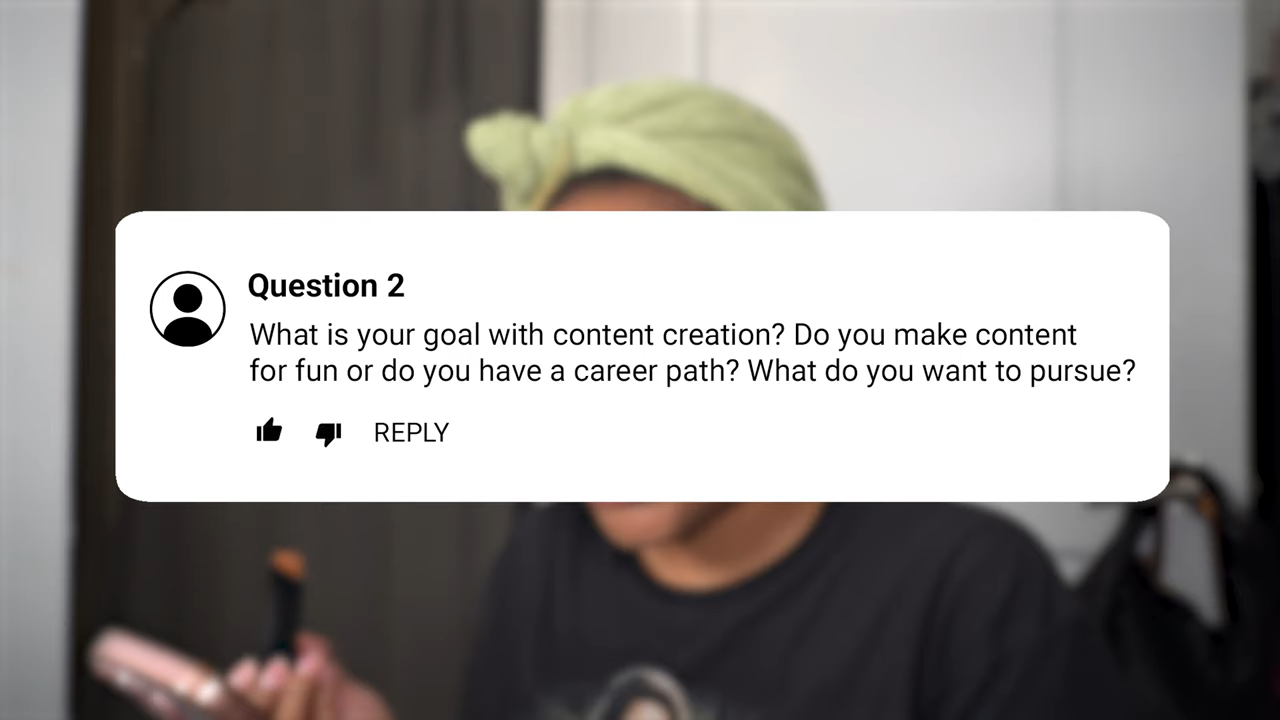 Question 2
What is your goal with content creation? Do you make content
for fun or do you have a career path? What do you want to pursue?
REPLY